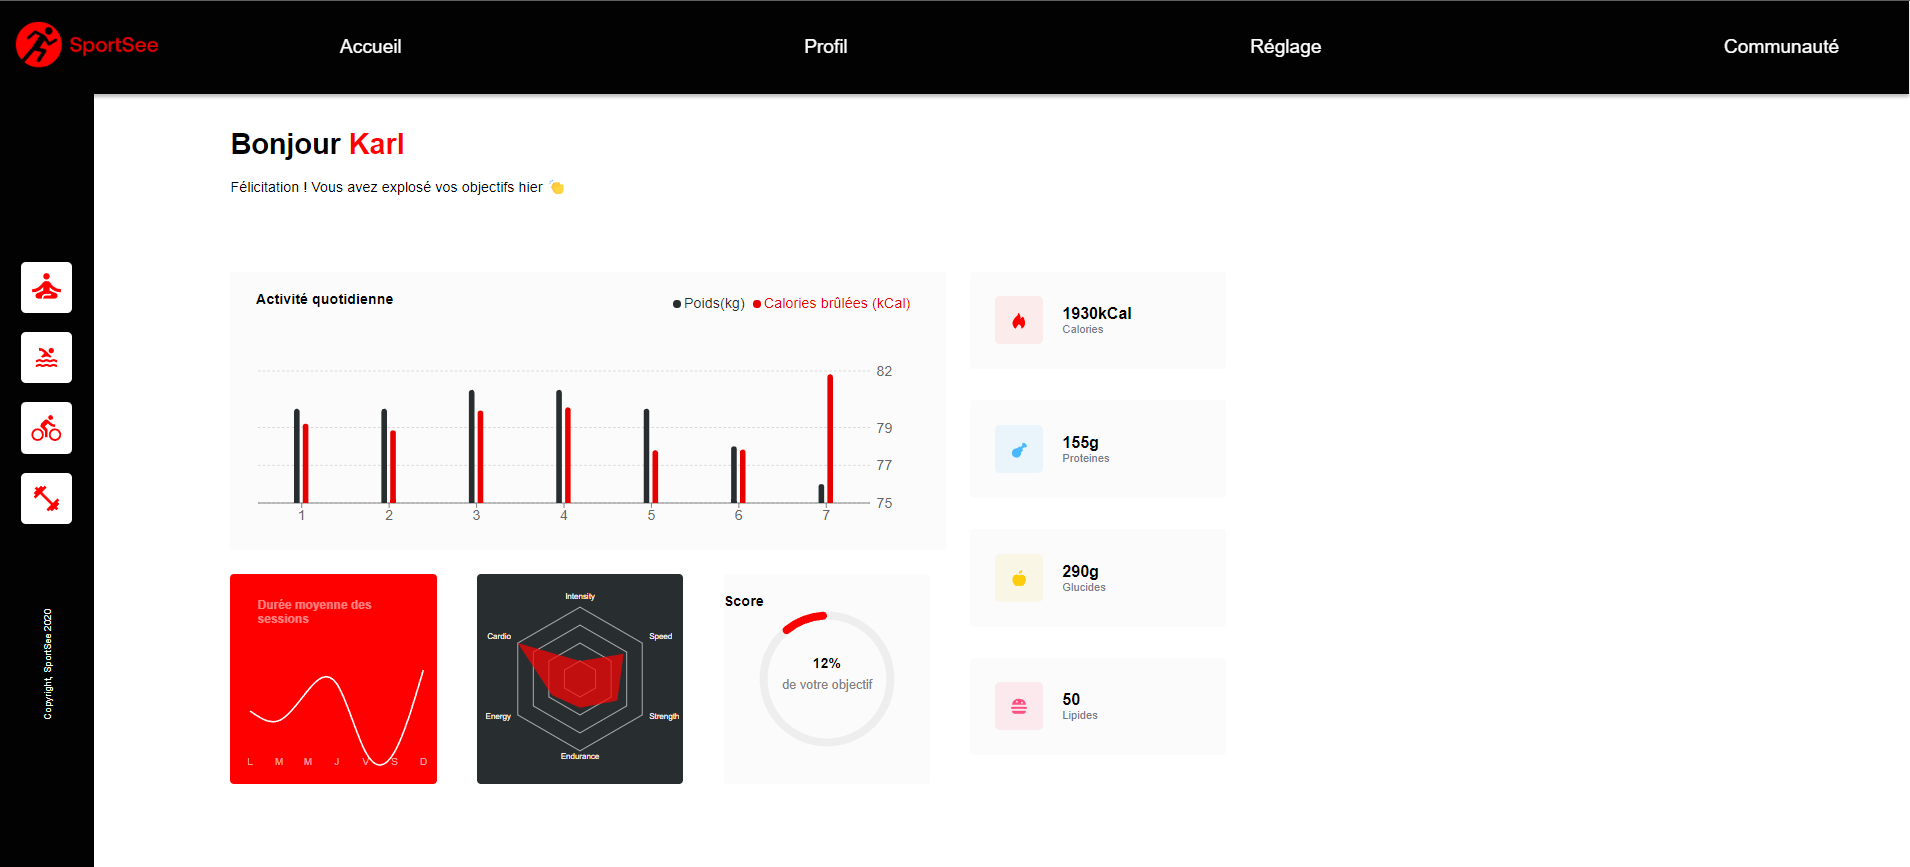 SportSee
Accueil
Profil
Réglage
Communauté
Bonjour Karl
Félicitation ! Vous avez explosé vos objectifs hier 👏
Activité quotidienne
Poids(kg)
Calories brûlées (kCal)
82
79
77
75
1 2 3 4 5 6 7
1930kCal
Calories
155g
Proteines
290g
Glucides
50
Lipides
Durée moyenne des
sessions
L M M J V S D
Intensity
Speed
Strength
Endurance
Energy
Cardio
Score
12%
de votre objectif
Copyright, SportSee 2020